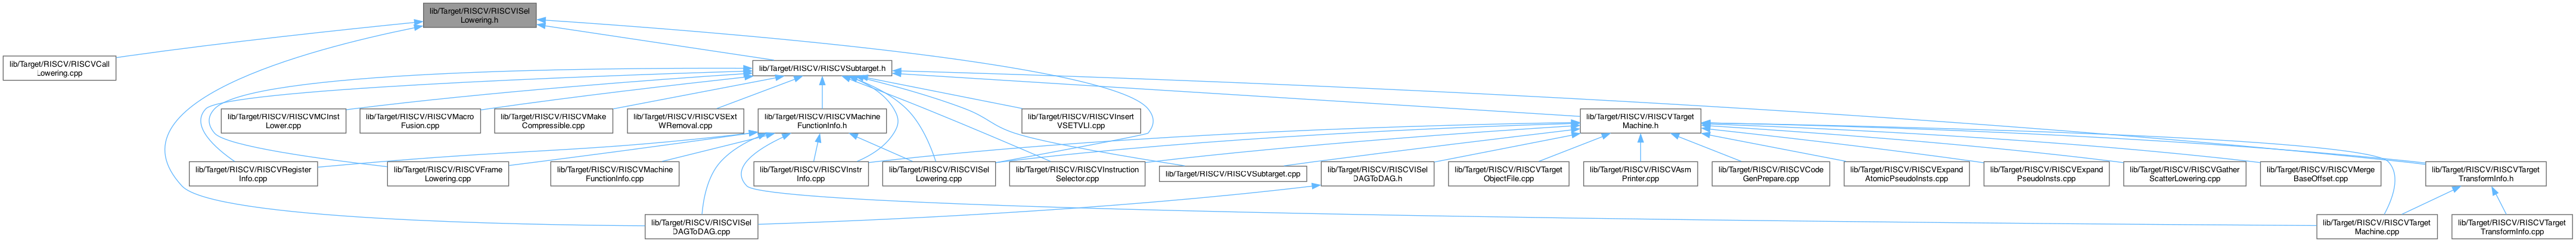 lib/Target/RISCV/RISCVISel
Lowering.h
lib/Target/RISCV/RISCVCall
Lowering.cpp
lib/Target/RISCV/RISCVSubtarget.h
lib/Target/RISCV/RISCVMCInst
Lower.cpp
lib/Target/RISCV/RISCVMacro
Fusion.cpp
lib/Target/RISCV/RISCVMake
Compressible.cpp
lib/Target/RISCV/RISCVSExt
WRemoval.cpp
lib/Target/RISCV/RISCVMachine
FunctionInfo.h
lib/Target/RISCV/RISCVInsert
VSETVLI.cpp
lib/Target/RISCV/RISCVTarget
Machine.h
lib/Target/RISCV/RISCVRegister
Info.cpp
lib/Target/RISCV/RISCVFrame
Lowering.cpp
lib/Target/RISCV/RISCVMachine
FunctionInfo.cpp
lib/Target/RISCV/RISCVInstr
Info.cpp
lib/Target/RISCV/RISCVISel
Lowering.cpp
lib/Target/RISCV/RISCVInstruction
Selector.cpp
lib/Target/RISCV/RISCVSubtarget.cpp
lib/Target/RISCV/RISCVISel
DAGToDAG.h
lib/Target/RISCV/RISCVTarget
ObjectFile.cpp
lib/Target/RISCV/RISCVAsm
Printer.cpp
lib/Target/RISCV/RISCVCode
GenPrepare.cpp
lib/Target/RISCV/RISCVExpand
AtomicPseudoInsts.cpp
lib/Target/RISCV/RISCVExpand
PseudoInsts.cpp
lib/Target/RISCV/RISCVGather
ScatterLowering.cpp
lib/Target/RISCV/RISCVMerge
BaseOffset.cpp
lib/Target/RISCV/RISCVTarget
TransformInfo.h
lib/Target/RISCV/RISCVISel
DAGToDAG.cpp
lib/Target/RISCV/RISCVTarget
Machine.cpp
lib/Target/RISCV/RISCVTarget
TransformInfo.cpp